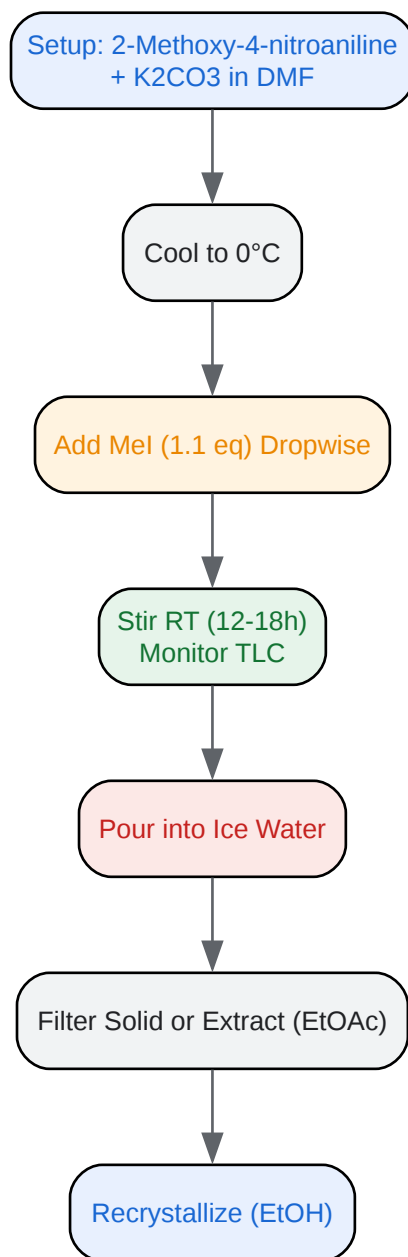 Setup: 2-Methoxy-4-nitroaniline
+ K2CO3 in DMF
Cool to 0°C
Add MeI (1.1 eq) Dropwise
Stir RT (12-18h)
Monitor TLC
Pour into Ice Water
Filter Solid or Extract (EtOAc)
Recrystallize (EtOH)